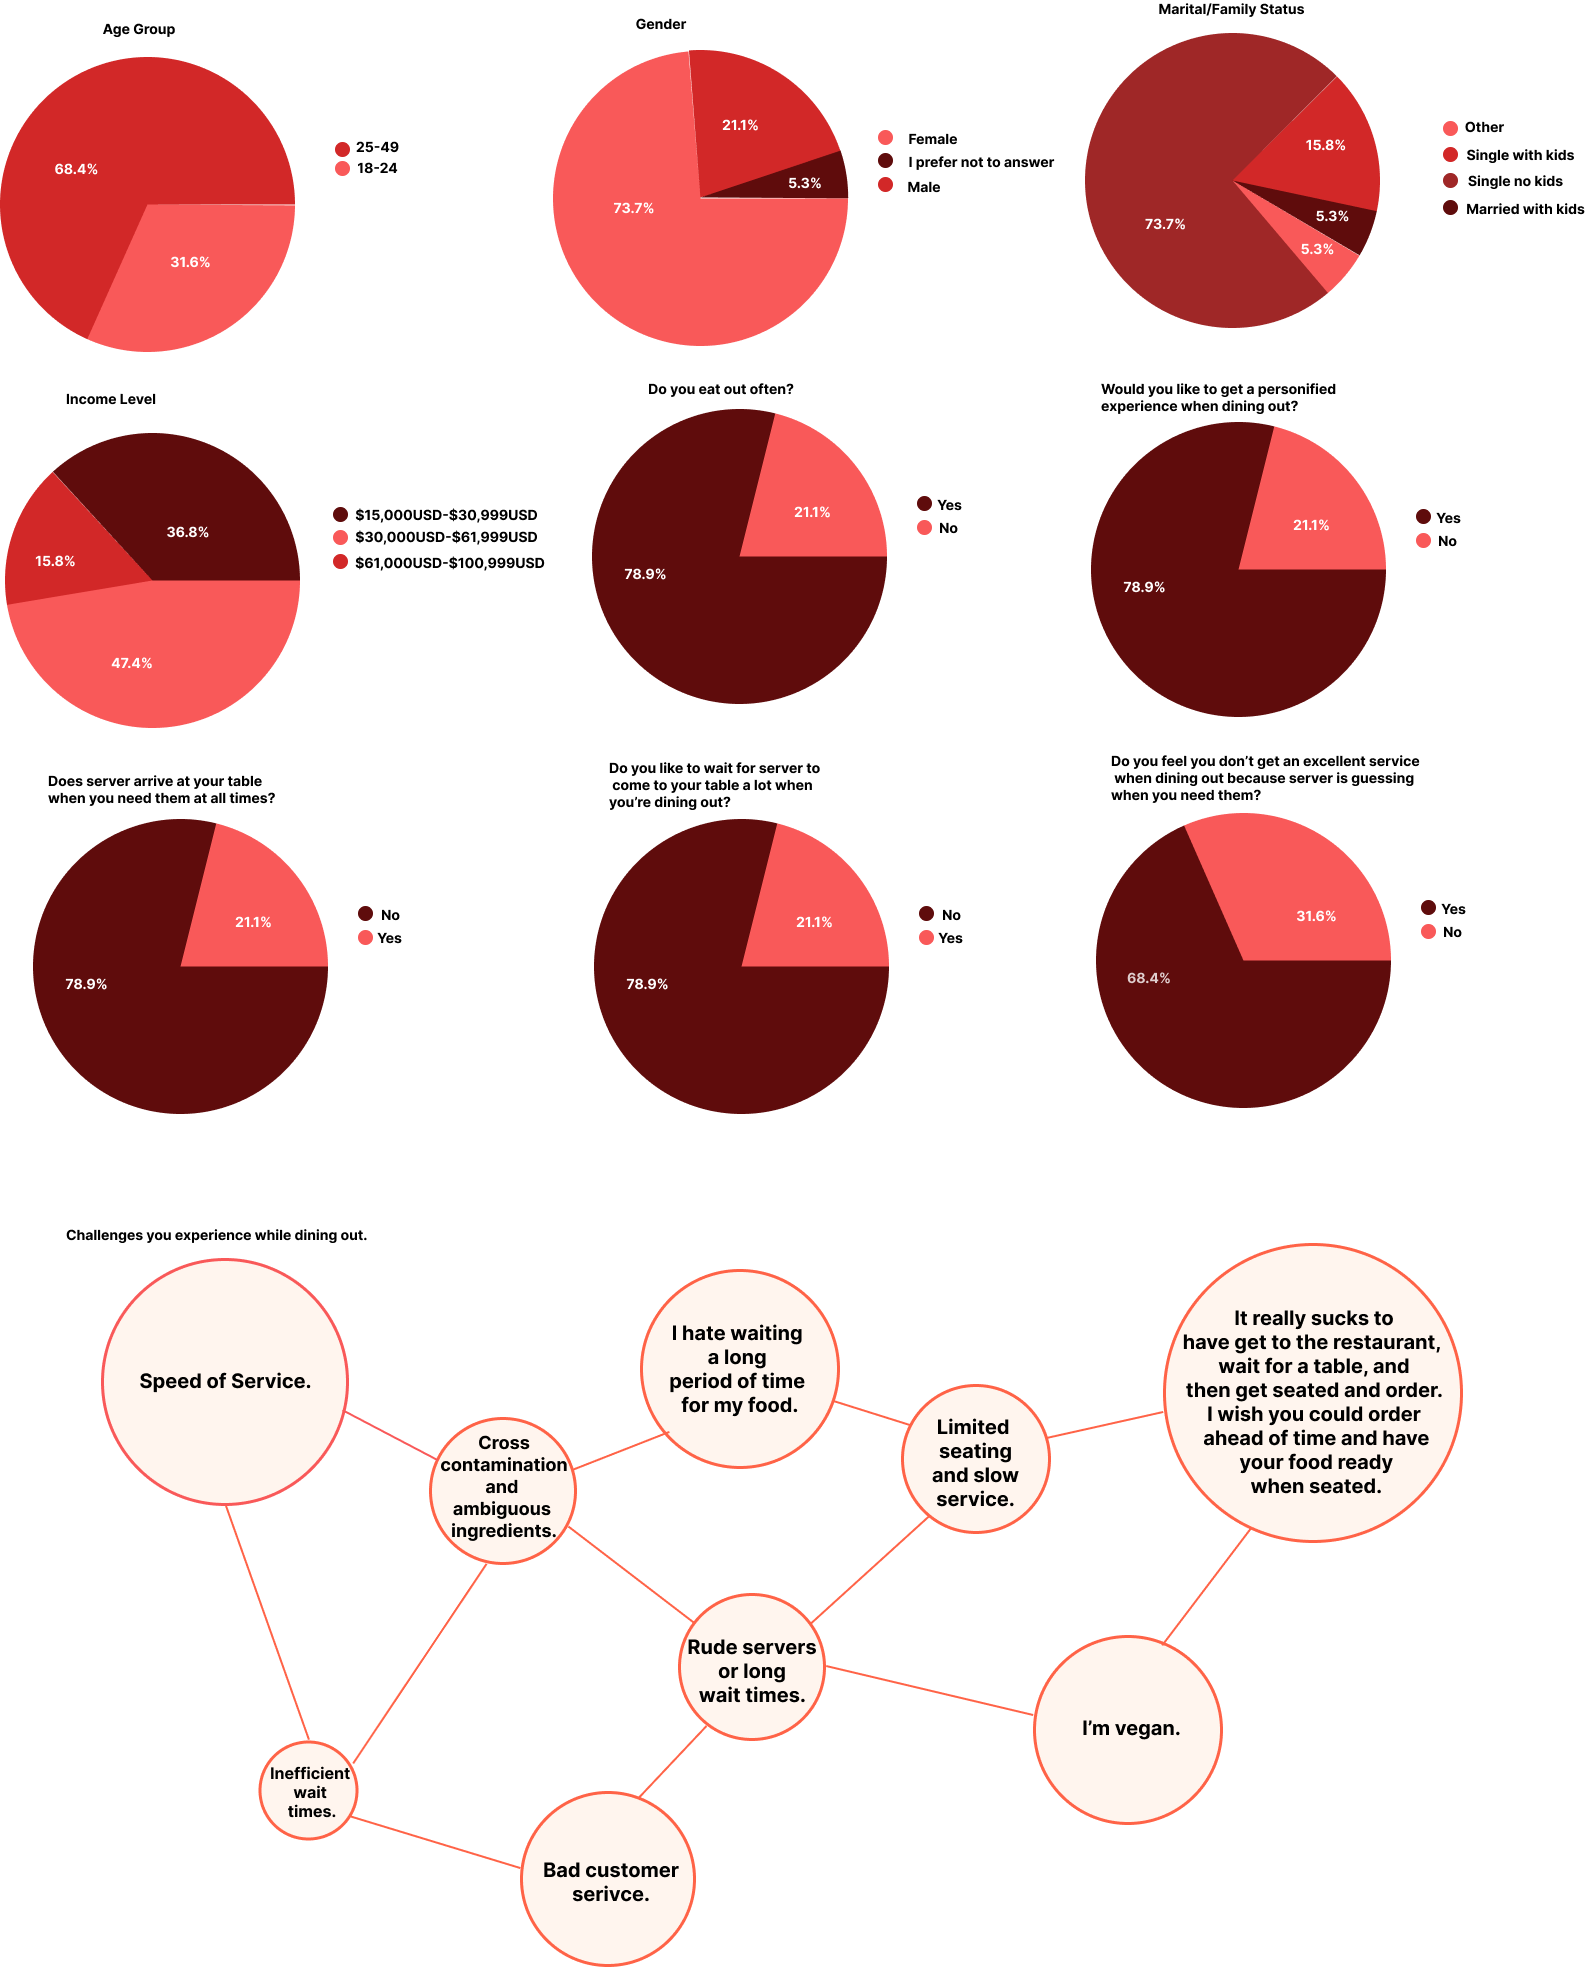 Age Group
68.4%
31.6%
25-49
18-24
Gender
21.1%
5.3%
73.7%
Female
I prefer not to answer
Male
Marital/Family Status
15.8%
5.3%
5.3%
73.7%
Other
Single with kids
Single no kids
Married with kids
Income Level
36.8%
15.8%
47.4%
$15,000USD-$30,999USD
$30,000USD-$61,999USD
$61,000USD-$100,999USD
Do you eat out often?
21.1%
78.9%
Yes
No
Would you like to get a personified
experience when dining out?
21.1%
78.9%
Yes
No
Does server arrive at your table
when you need them at all times?
21.1%
78.9%
No
Yes
Do you like to wait for server to
come to your table a lot when
you're dining out?
21.1%
78.9%
No
Yes
Do you feel you don't get an excellent service
when dining out because server is guessing
when you need them?
31.6%
68.4%
Yes
No
Challenges you experience while dining out.
Speed of Service.
Cross
contamination
and
ambiguous
ingredients.
I hate waiting
a long
period of time
for my food.
Limited
seating
and slow
service.
It really sucks to
have get to the restaurant,
wait for a table, and
then get seated and order.
I wish you could order
ahead of time and have
your food ready
when seated.
Rude servers
or long
wait times.
I'm vegan.
Inefficient
wait
times.
Bad customer
serivce.